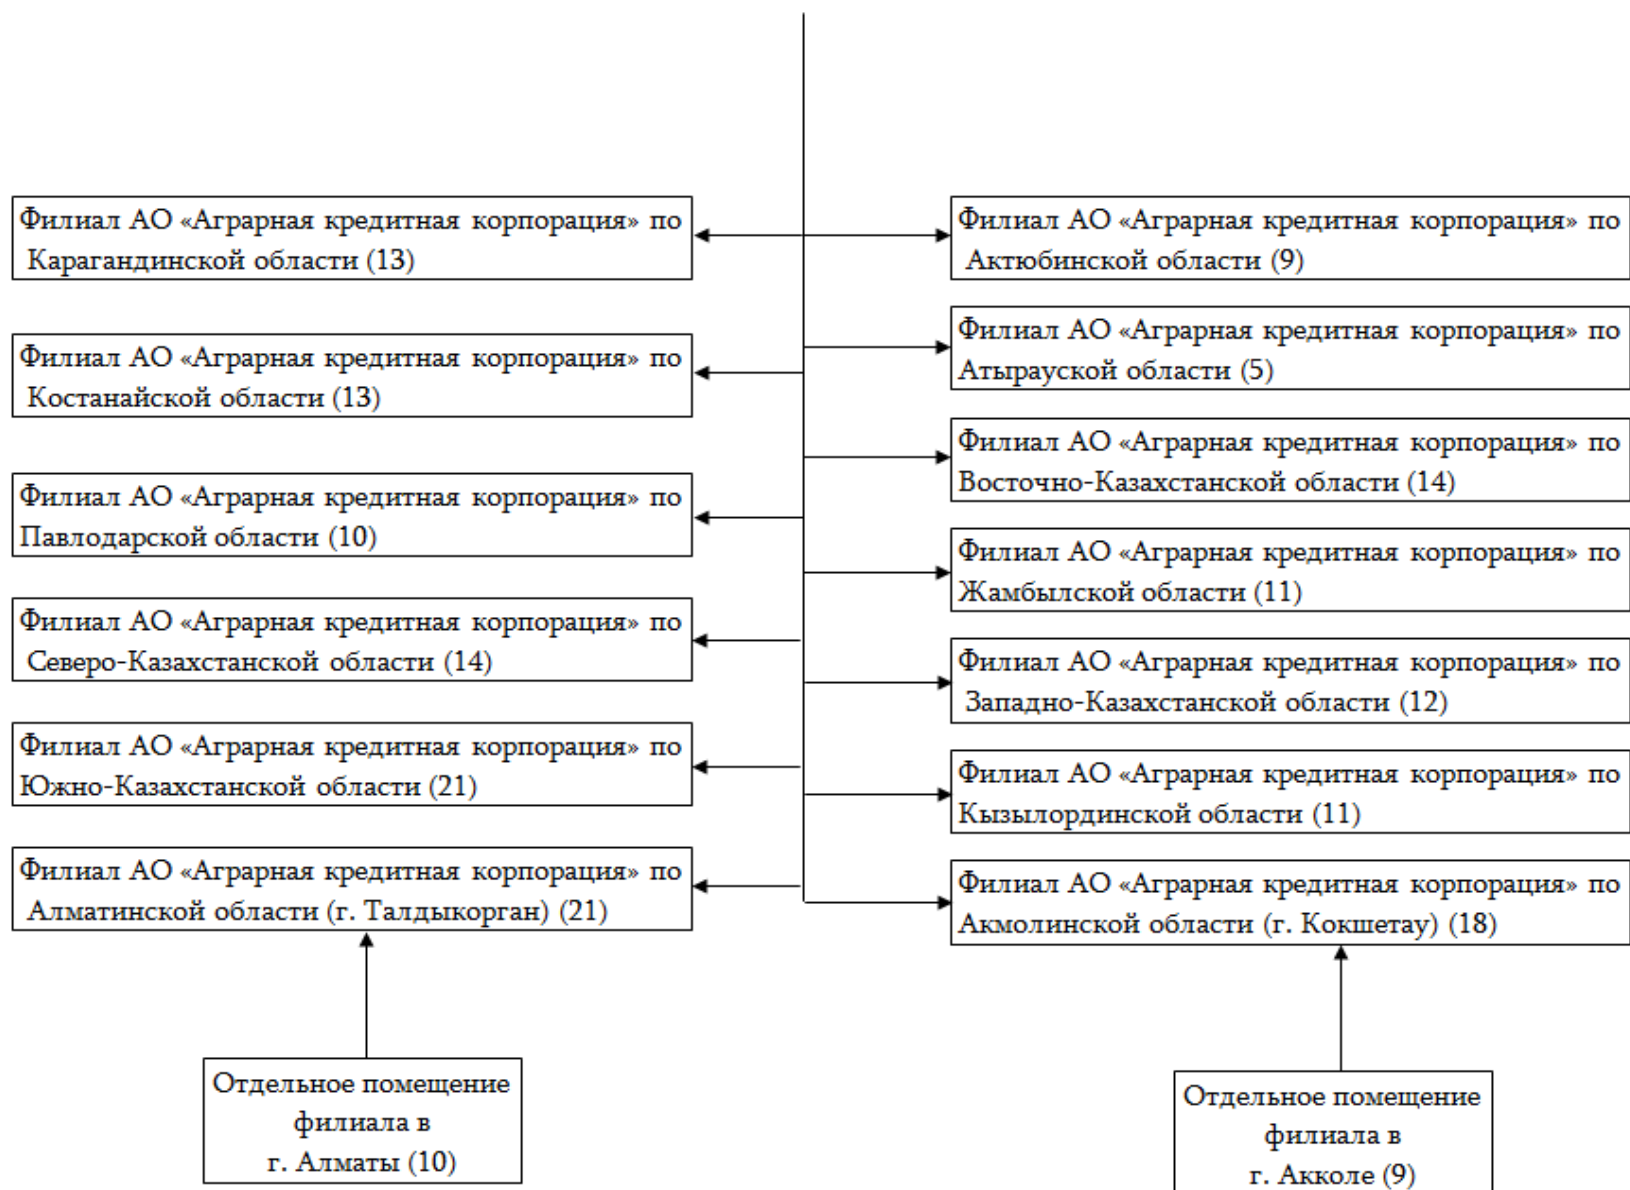 Филиал АО «Аграрная кредитная корпорация» по
Карагандинской области (13)
Филиал АО «Аграрная кредитная корпорация» по
Костанайской области (13)
Филиал АО «Аграрная кредитная корпорация» по
Павлодарской области (10)
Филиал АО «Аграрная кредитная корпорация» по
Северо-Казахстанской области (14)
Филиал АО «Аграрная кредитная корпорация» по
Южно-Казахстанской области (21)
Филиал АО «Аграрная кредитная корпорация» по
Алматинской области (г. Талдыкорган) (21)
Отдельное помещение
филиала в
г. Алматы (10)
Филиал АО «Аграрная кредитная корпорация» по
Актюбинской области (9)
Филиал АО «Аграрная кредитная корпорация» по
Атырауской области (5)
Филиал АО «Аграрная кредитная корпорация» по
Восточно-Казахстанской области (14)
Филиал АО «Аграрная кредитная корпорация» по
Жамбылской области (11)
Филиал АО «Аграрная кредитная корпорация» по
Западно-Казахстанской области (12)
Филиал АО «Аграрная кредитная корпорация» по
Кызылординской области (11)
Филиал АО «Аграрная кредитная корпорация» по
Акмолинской области (г. Кокшетау) (18)
Отдельное помещение
филиала в
г. Акколе (9)